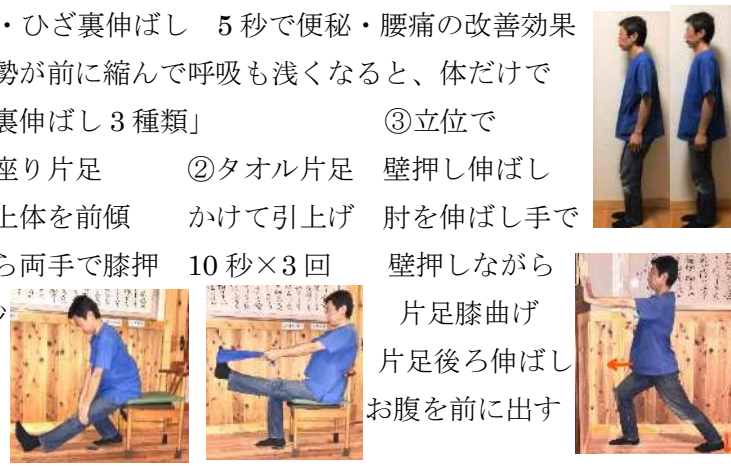 ・ひざ裏伸ばし 5秒で便秘・腰痛の改善効果
勢が前に縮んで呼吸も浅くなると、体だけで
裏伸ばし3種類」 ③立位で
座り片足 ②タオル片足 壁押し伸ばし
上体を前傾 かけて引上げ 肘を伸ばし手で
ら両手で膝押 10秒×3回 壁押しながら
片足膝曲げ
片足後ろ伸ばし
お腹を前に出す